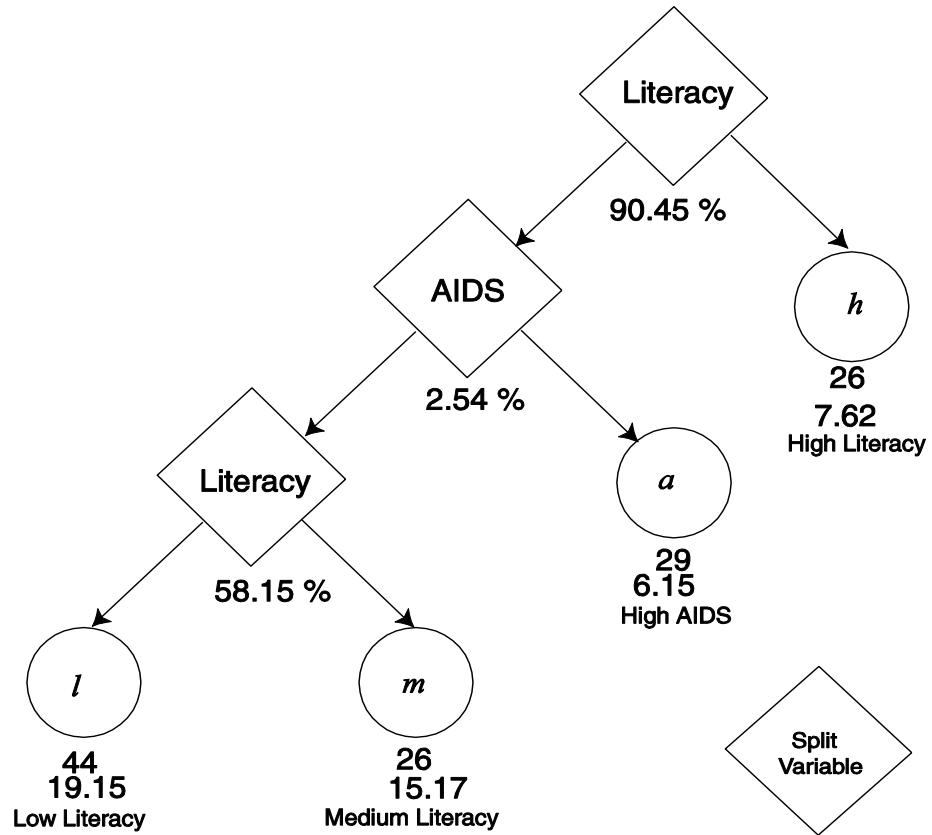 Literacy
90.45 %
AIDS
h
26
7.62
High Literacy
2.54 %
Literacy
a
29
6.15
High AIDS
58.15 %
l
m
44
19.15
Low Literacy
26
15.17
Medium Literacy
Split
Variable